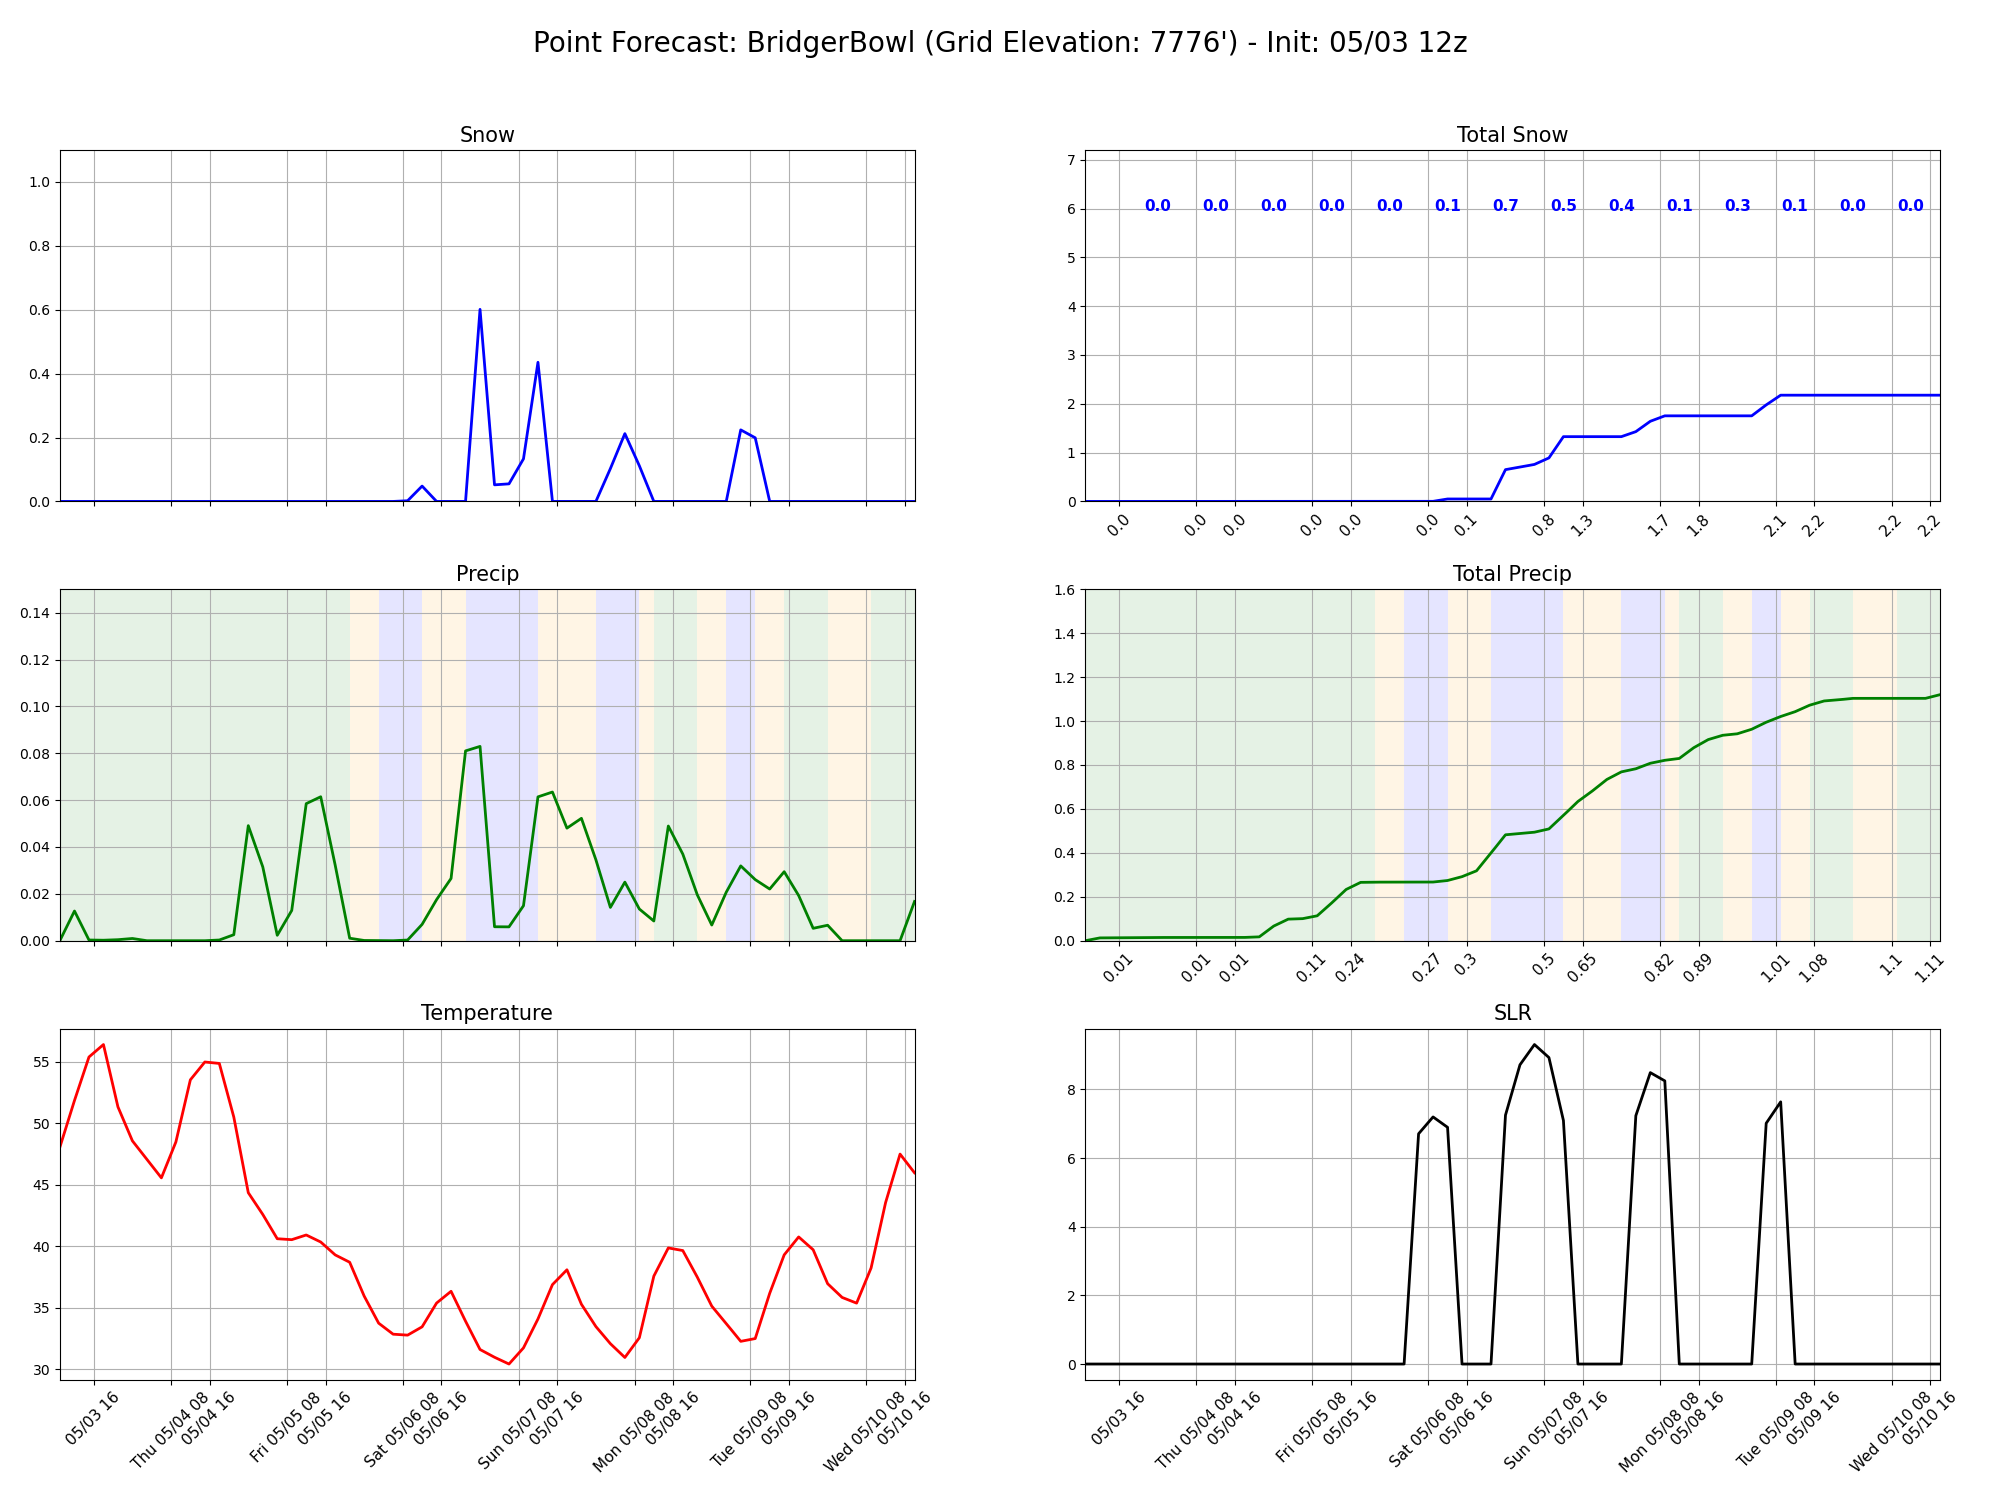 Point Forecast: BridgerBowl (Grid Elevation: 7776') - Init: 05/03 12z
Snow
1.0
0.8
0.6
0.4
0.2
0.0
Total Snow
7
6
5
4
3
2
1
0
0.0 0.0 0.0 0.0 0.0 0.1 0.7 0.5 0.4 0.1 0.3 0.1 0.0 0.0
0.0 0.0 0.0 0.0 0.0 0.0 0.1 0.8 1.3 1.7 1.8 2.1 2.2 2.2 2.2
Precip
0.14
0.12
0.10
0.08
0.06
0.04
0.02
0.00
Total Precip
1.6
1.4
1.2
1.0
0.8
0.6
0.4
0.2
0.0
0.01 0.01 0.01 0.11 0.24 0.27 0.3 0.5 0.65 0.82 0.89 1.01 1.08 1.1 1.11
Temperature
55
50
45
40
35
30
05/03 16
Thu 05/04 08
05/04 16
Fri 05/05 08
05/05 16
Sat 05/06 08
05/06 16
Sun 05/07 08
05/07 16
Mon 05/08 08
05/08 16
Tue 05/09 08
05/09 16
Wed 05/10 08
05/10 16
SLR
8
6
4
2
0
05/03 16
Thu 05/04 08
05/04 16
Fri 05/05 08
05/05 16
Sat 05/06 08
05/06 16
Sun 05/07 08
05/07 16
Mon 05/08 08
05/08 16
Tue 05/09 08
05/09 16
Wed 05/10 08
05/10 16